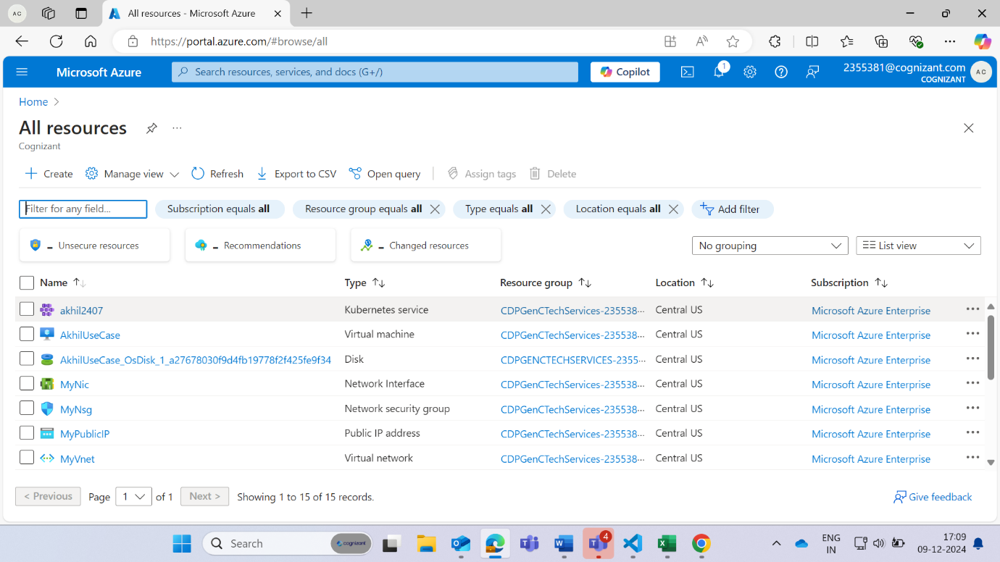 AC
All resources - Microsoft Azure
https://portal.azure.com/#browse/all
Microsoft Azure
Search resources, services, and docs (G+/)
Copilot
1
2355381@cognizant.com
COGNIZANT
AC
Home
All resources
Cognizant
Create
Manage view
Refresh
Export to CSV
Open query
Assign tags
Delete
Filter for any field...
Subscription equals all
Resource group equals all
Type equals all
Location equals all
Add filter
- Unsecure resources
- Recommendations
- Changed resources
No grouping
List view
Name Type Resource group Location Subscription
akhil2407 Kubernetes service CDPGenCTechServices-235538... Central US Microsoft Azure Enterprise ...
AkhilUseCase Virtual machine CDPGenCTechServices-235538... Central US Microsoft Azure Enterprise ...
AkhilUseCase_OsDisk_1_a27678030f9d4fb19778f2f425fe9f34 Disk CDPGENCTECHSERVICES-2355... Central US Microsoft Azure Enterprise ...
MyNic Network Interface CDPGenCTechServices-235538... Central US Microsoft Azure Enterprise ...
MyNsg Network security group CDPGenCTechServices-235538... Central US Microsoft Azure Enterprise ...
MyPublicIP Public IP address CDPGenCTechServices-235538... Central US Microsoft Azure Enterprise ...
MyVnet Virtual network CDPGenCTechServices-235538... Central US Microsoft Azure Enterprise ...
< Previous Page 1 of 1 Next > Showing 1 to 15 of 15 records.
Give feedback
Search
cognizant
4
ENG
IN
17:09
09-12-2024